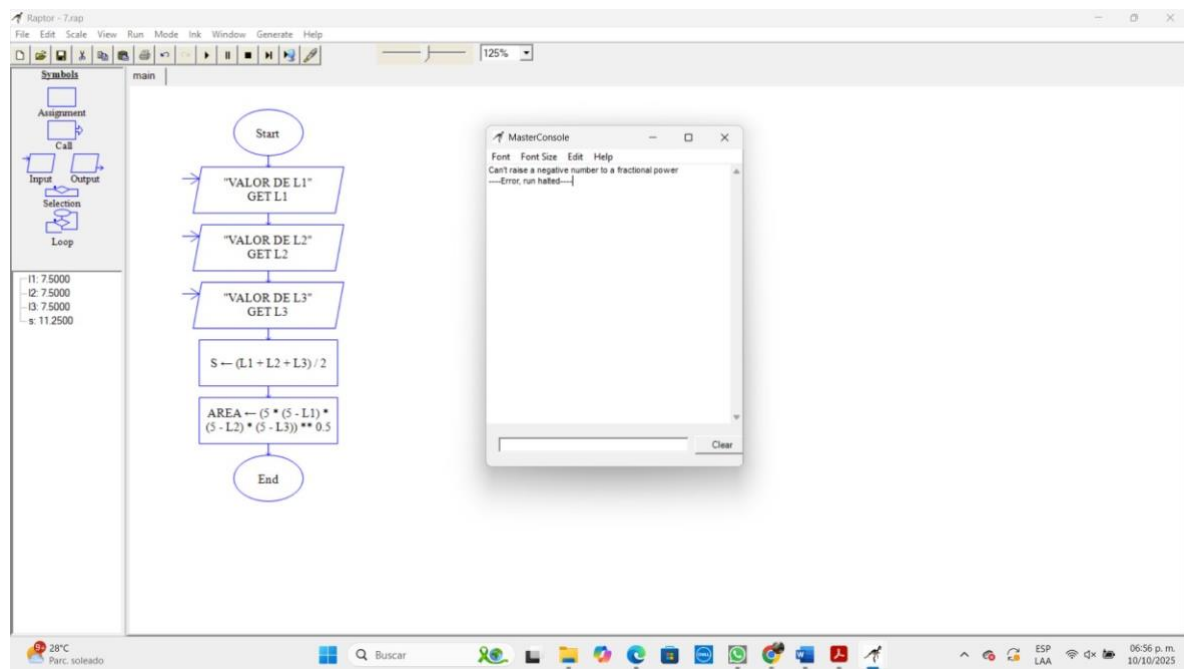 Raptor - 7.rap
File Edit Scale View Run Mode Ink Window Generate Help
125%
Symbols
Assignment
Call
Input Output
Selection
Loop
l1: 7.5000
l2: 7.5000
l3: 7.5000
s: 11.2500
main
Start
"VALOR DE L1"
GET L1
"VALOR DE L2"
GET L2
"VALOR DE L3"
GET L3
S ← (L1 + L2 + L3) / 2
AREA ← (5 * (5 - L1) *
(5 - L2) * (5 - L3)) ** 0.5
End
MasterConsole
Font Font Size Edit Help
Can't raise a negative number to a fractional power
----Error, run halted----
Clear
9+
28°C
Parc. soleado
Buscar
ESP
LAA
06:56 p. m.
10/10/2025